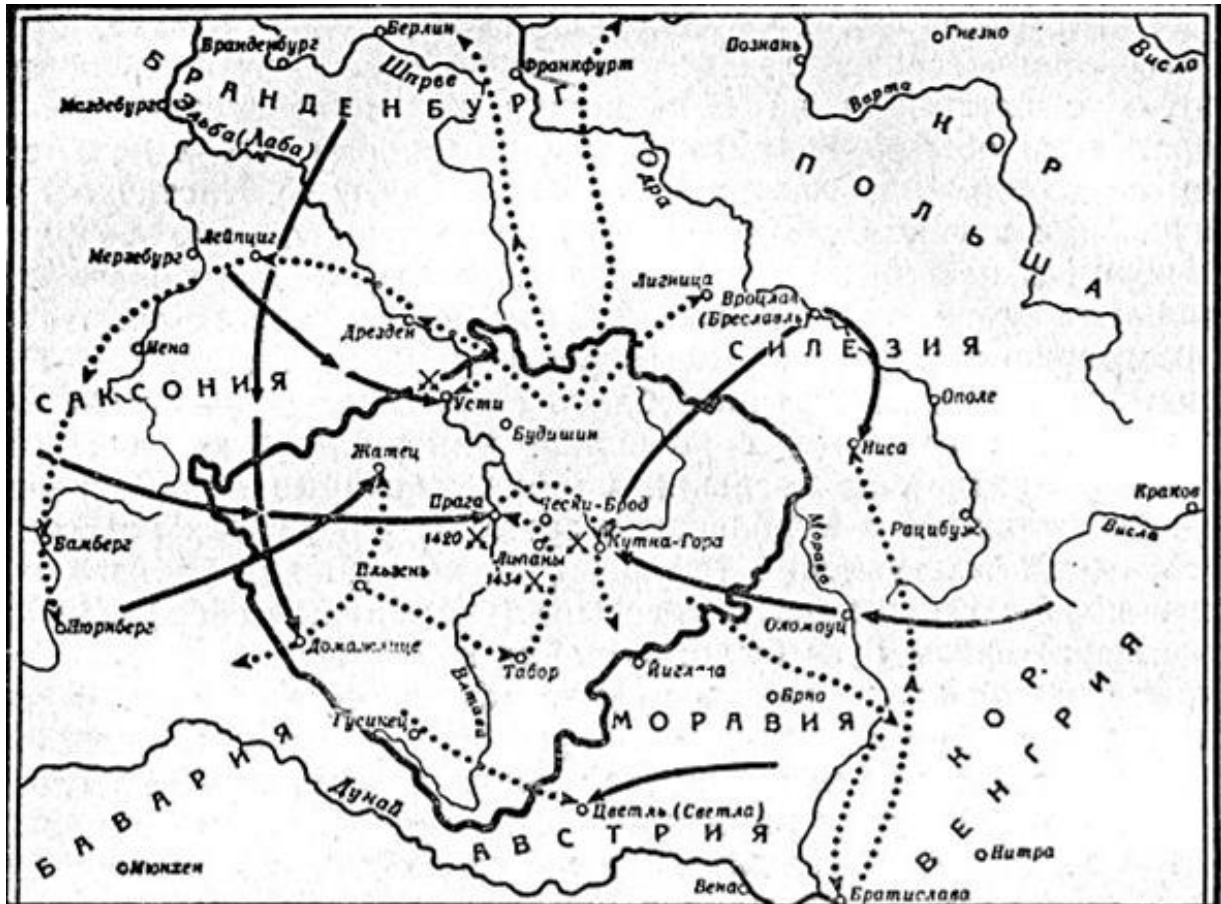 Берлин
Бранденбург
Шпрее
Франкфурт
БРАНДЕНБУРГ
Магдебург
Эльба (Лаба)
Познань
Гнезно
Висла
Варта
КОР.
ПОЛЬША
Одра
Лейпциг
Мерзебург
Лигница
Вроцлав
(Бреславль)
СИЛЕЗИЯ
Дрезден
Иена
САКСОНИЯ
Усти
Будишин
Ополе
Ниса
Жатец
Прага
Чески-Брод
1420
Липаны
1434
Кутна-Гора
Краков
Висла
Рацибуж
Морава
Бамберг
Пльзень
Нюрнберг
Домажлице
Табор
Оломоуц
Йиглава
Брно
Влтава
МОРАВИЯ
КОР.
ВЕНГРИЯ
Гусинец
БАВАРИЯ
Дунай
Цветль (Светла)
АВСТРИЯ
Мюнхен
Вена
Нитра
Братислава